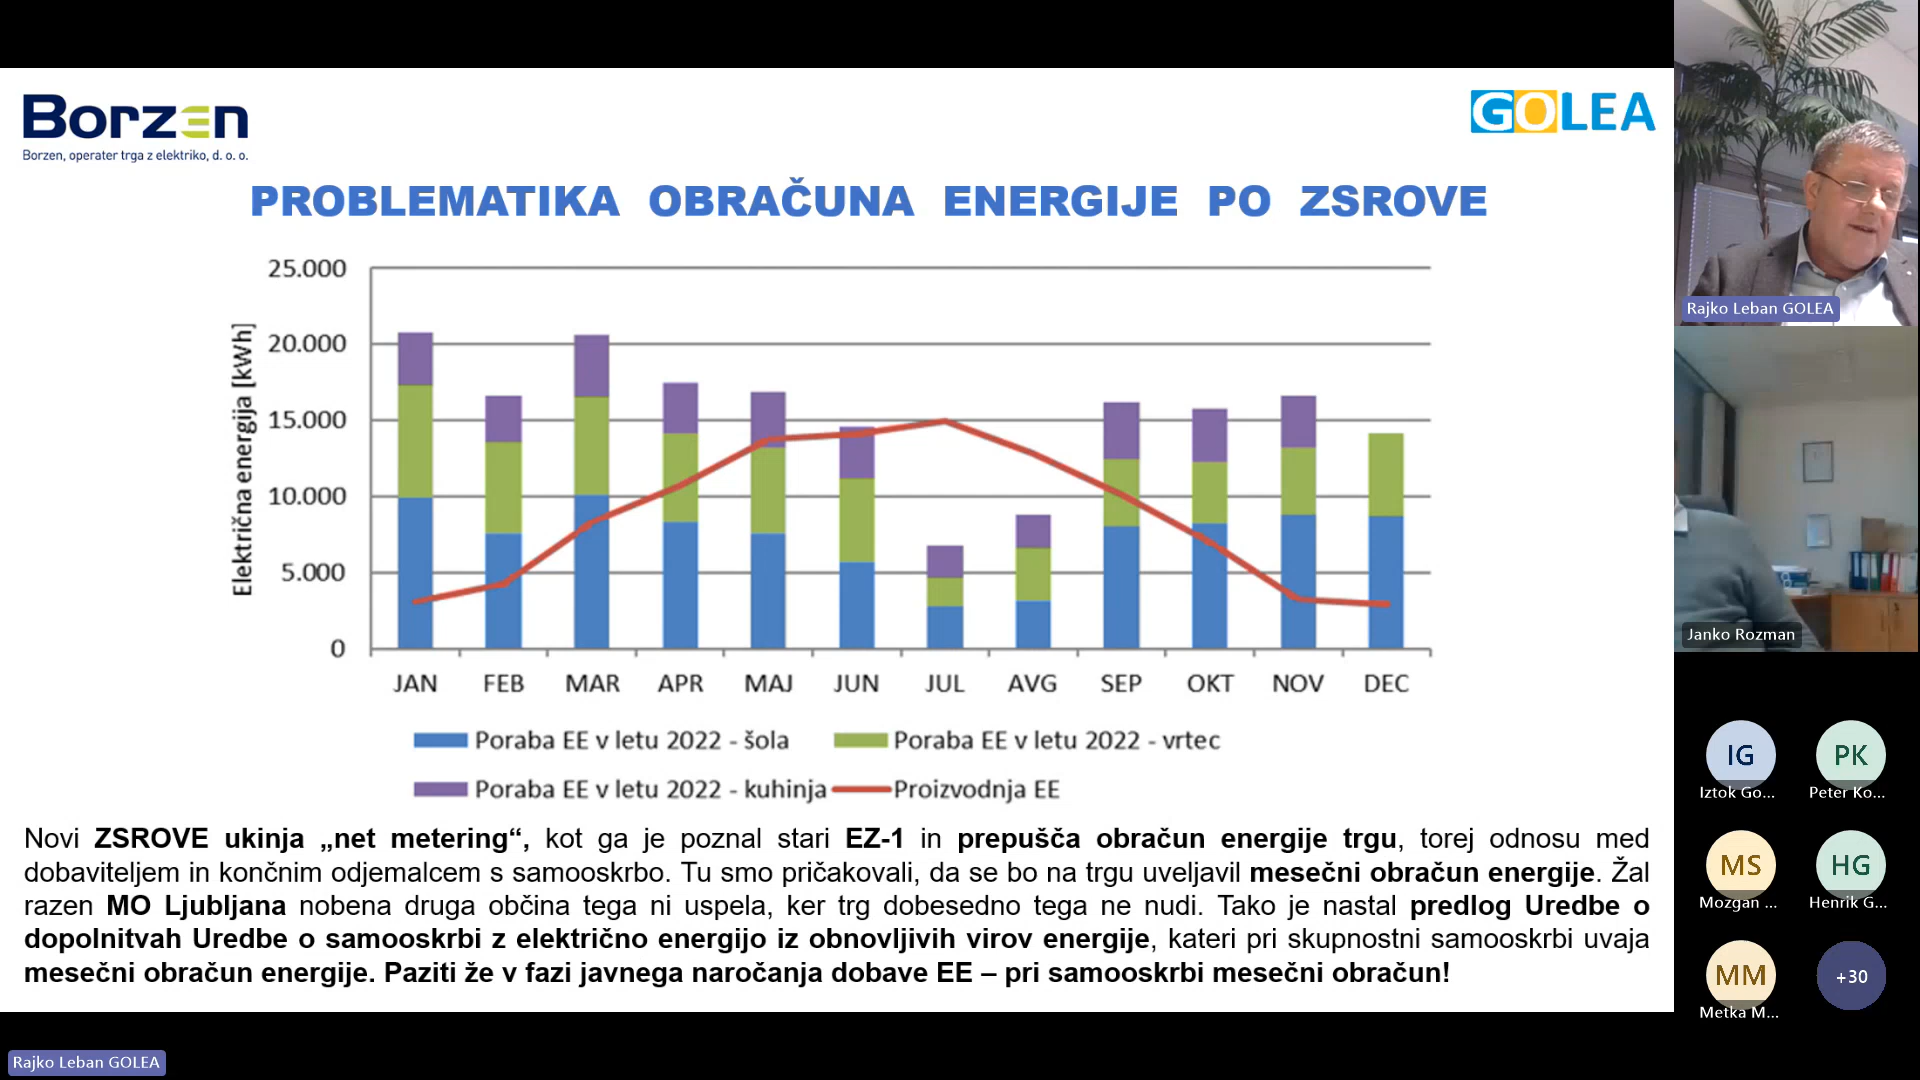 Borzen
Borzen, operater trga z elektriko, d. o. o.
GOLEA
PROBLEMATIKA OBRAČUNA ENERGIJE PO ZSROVE
Električna energija [kWh]
25.000
20.000
15.000
10.000
5.000
0
JAN FEB MAR APR MAJ JUN JUL AVG SEP OKT NOV DEC
Poraba EE v letu 2022 - šola
Poraba EE v letu 2022 - vrtec
Poraba EE v letu 2022 - kuhinja
Proizvodnja EE
Novi ZSROVE ukinja „net metering“, kot ga je poznal stari EZ-1 in prepušča obračun energije trgu, torej odnosu med
dobaviteljem in končnim odjemalcem s samooskrbo. Tu smo pričakovali, da se bo na trgu uveljavil mesečni obračun energije. Žal
razen MO Ljubljana nobena druga občina tega ni uspela, ker trg dobesedno tega ne nudi. Tako je nastal predlog Uredbe o
dopolnitvah Uredbe o samooskrbi z električno energijo iz obnovljivih virov energije, kateri pri skupnostni samooskrbi uvaja
mesečni obračun energije. Paziti že v fazi javnega naročanja dobave EE – pri samooskrbi mesečni obračun!
Rajko Leban GOLEA
Janko Rozman
IG
Iztok Go...
PK
Peter Ko...
MS
Mozgan ...
HG
Henrik G...
MM
Metka M...
+30
Rajko Leban GOLEA